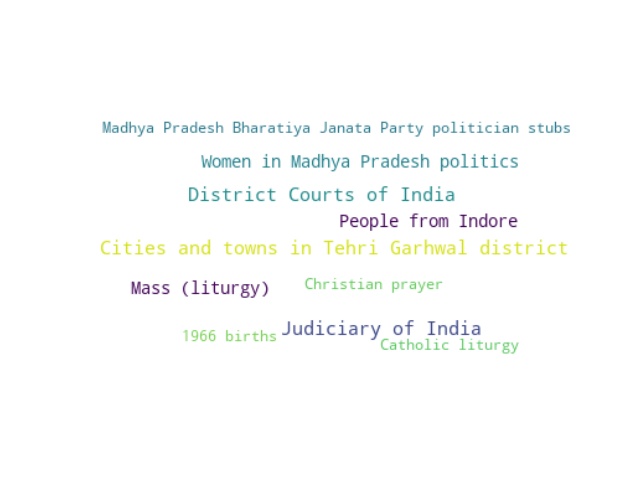 Madhya Pradesh Bharatiya Janata Party politician stubs
Women in Madhya Pradesh politics
District Courts of India
People from Indore
Cities and towns in Tehri Garhwal district
Mass (liturgy)
Christian prayer
Judiciary of India
1966 births
Catholic liturgy